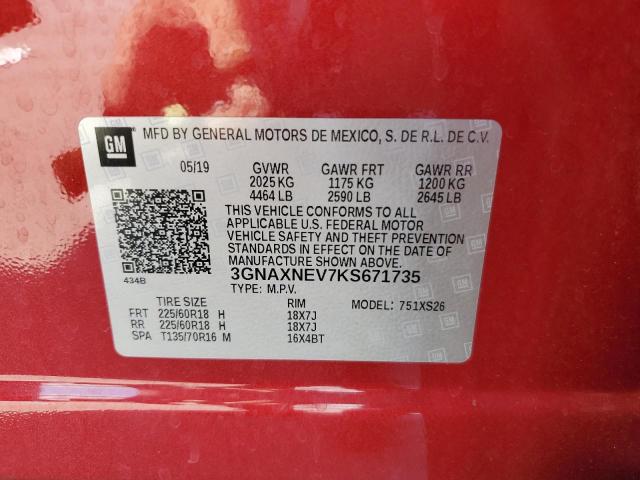 GM
MFD BY GENERAL MOTORS DE MEXICO, S. DE R.L. DE C.V.
05/19 GVWR GAWR FRT GAWR RR
2025 KG 1175 KG 1200 KG
4464 LB 2590 LB 2645 LB
THIS VEHICLE CONFORMS TO ALL
APPLICABLE U.S. FEDERAL MOTOR
VEHICLE SAFETY AND THEFT PREVENTION
STANDARDS IN EFFECT ON THE DATE OF
MANUFACTURE SHOWN ABOVE.
434B 3GNAXNEV7KS671735
TYPE: M.P.V.
TIRE SIZE RIM MODEL: 751XS26
FRT 225/60R18 H 18X7J
RR 225/60R18 H 18X7J
SPA T135/70R16 M 16X4BT